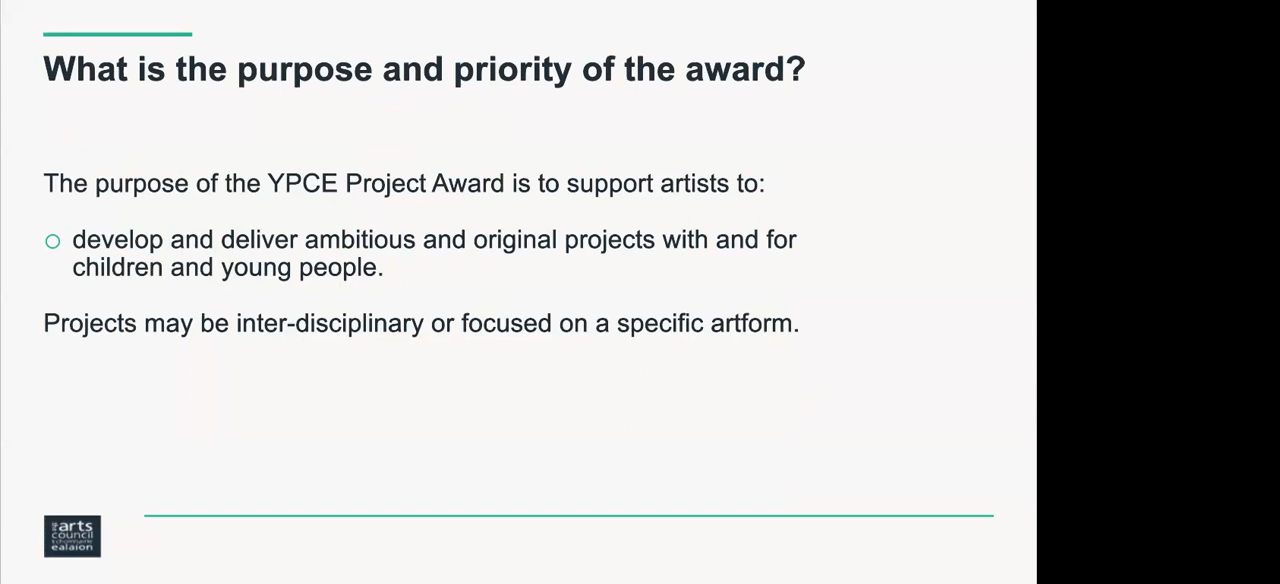 What is the purpose and priority of the award?
The purpose of the YPCE Project Award is to support artists to:
develop and deliver ambitious and original projects with and for
children and young people.
Projects may be inter-disciplinary or focused on a specific artform.
arts
council
ealaíon